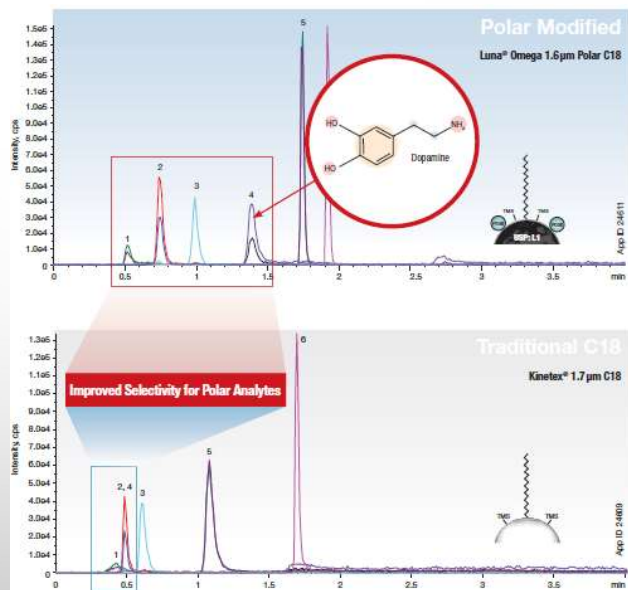 Polar Modified
Luna® Omega 1.6 µm Polar C18
Intensity, cps
1.5e5
1.4e5
1.3e5
1.2e5
1.1e5
1.0e5
9.0e4
8.0e4
7.0e4
6.0e4
5.0e4
4.0e4
3.0e4
2.0e4
1.0e4
0.0
1
2
3
4
5
HO
HO
NH₂
Dopamine
TMS
TMS
App ID 24611
0
0.5
1
1.5
2
2.5
3
3.5
min
Improved Selectivity for Polar Analytes
Traditional C18
Kinetex® 1.7 µm C18
Intensity, cps
1.3e5
1.2e5
1.1e5
1.0e5
9.0e4
8.0e4
7.0e4
6.0e4
5.0e4
4.0e4
3.0e4
2.0e4
1.0e4
0.0
1
2, 4
3
5
6
TMS
TMS
App ID 24609
0
0.5
1
1.5
2
2.5
3
3.5
min